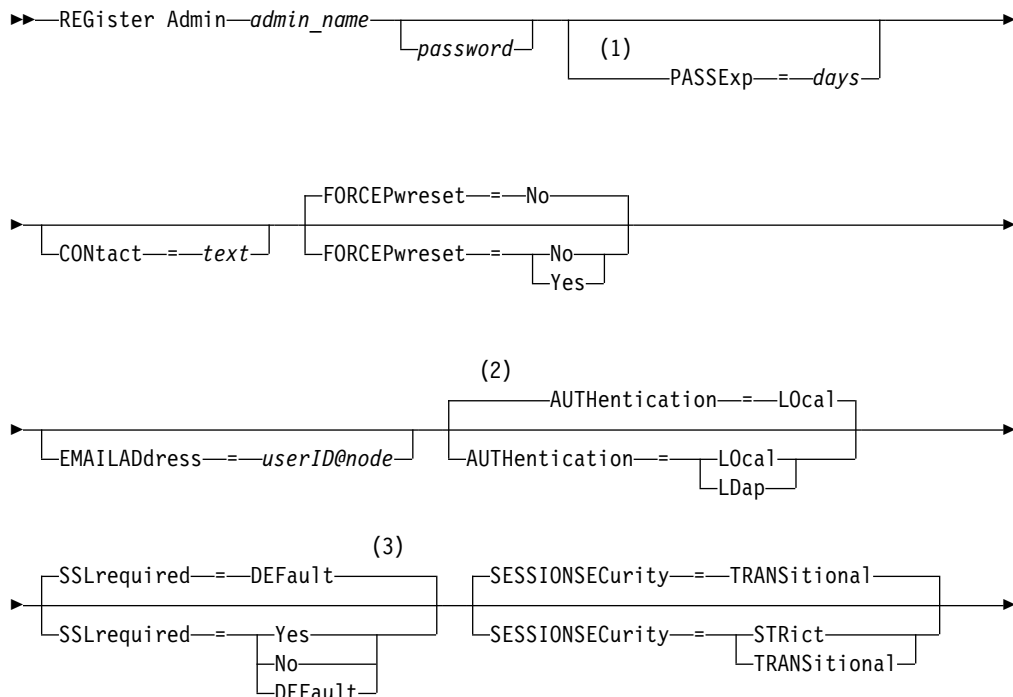 REGister Admin admin_name
password
(1)
PASSExp = days
FORCEPwreset = No
CONtact = text
FORCEPwreset = No
Yes
(2)
AUTHentication = LOcal
EMAILADdress = userID@node
AUTHentication = LOcal
LDap
(3)
SSLrequired = DEFault
SESSIONSECurity = TRANSitional
SSLrequired = Yes
SESSIONSECurity = STRict
No
TRANSitional
DEFault